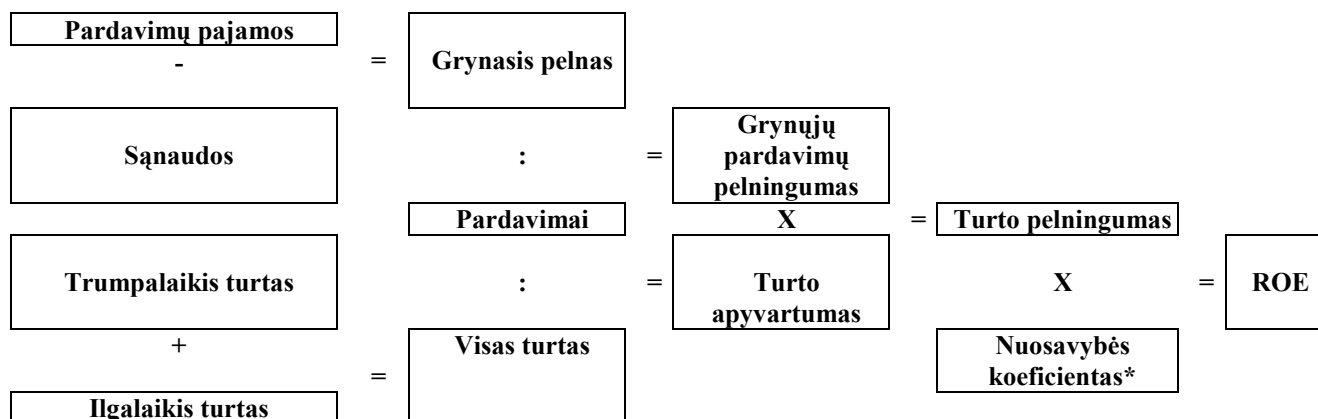 Pardavimų pajamos
- = Grynasis pelnas
Grynųjų
Sąnaudos : = pardavimų
pelningumas
Pardavimai X = Turto pelningumas
Trumpalaikis turtas : = Turto X = ROE
apyvartumas
+ Visas turtas Nuosavybės
= koeficientas*
Ilgalaikis turtas